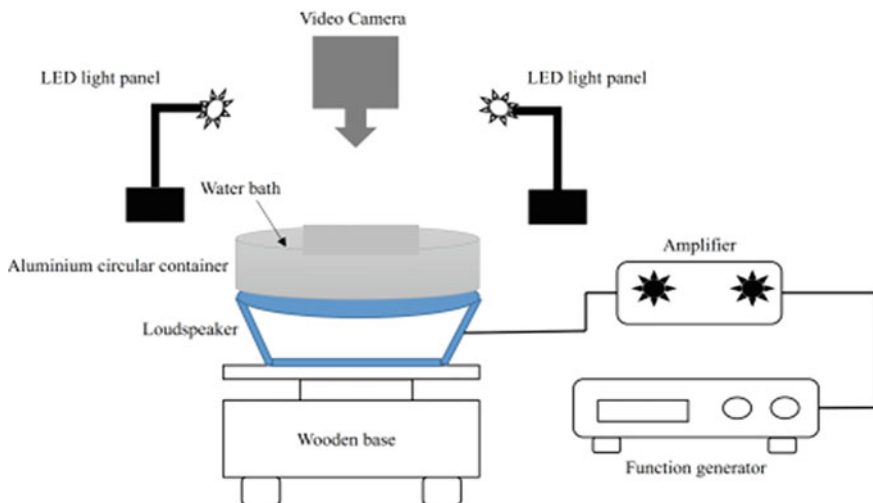 Video Camera
LED light panel
LED light panel
Water bath
Amplifier
Aluminium circular container
Loudspeaker
Wooden base
Function generator